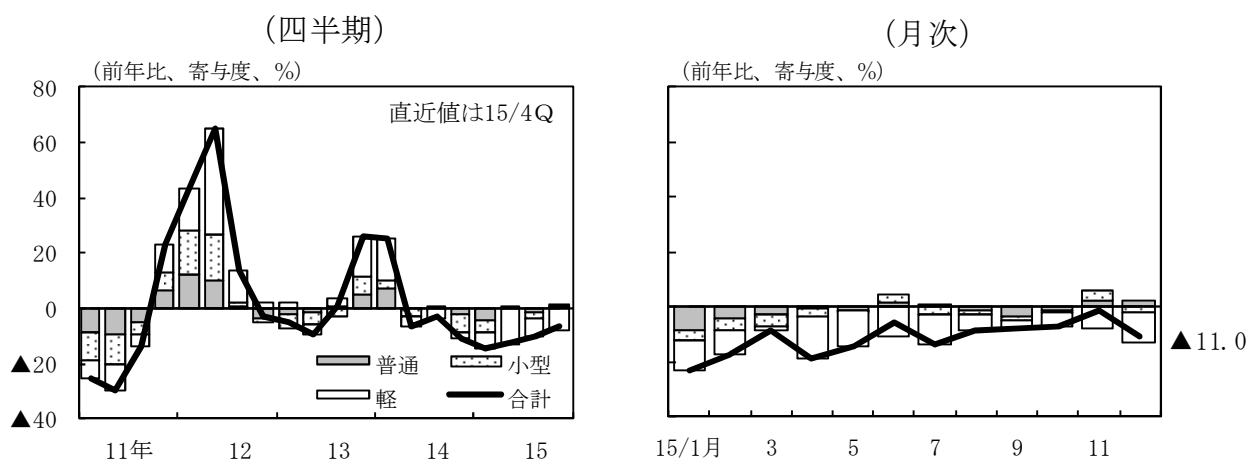 (四半期)
(前年比、寄与度、%)
80
60
40
20
0
▲20
▲40
直近値は15/4Q
普通
小型
軽
合計
11年 12 13 14 15
(月次)
(前年比、寄与度、%)
▲11.0
15/1月 3 5 7 9 11